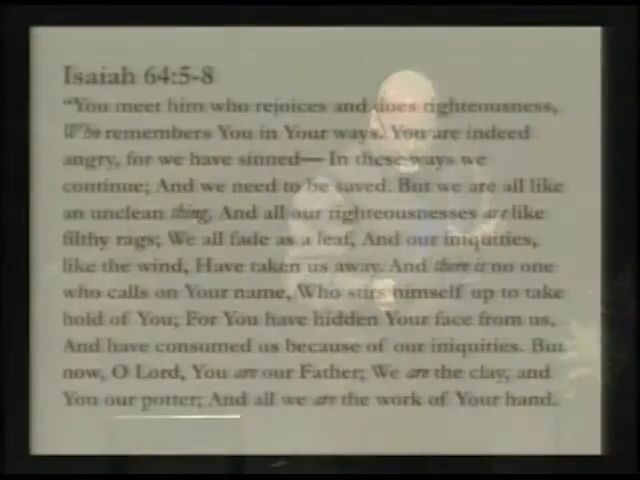 Isaiah 64:5-8
"You meet him who rejoices and does righteousness,
Who remembers You in Your ways. You are indeed
angry, for we have sinned— In these ways we
continue; And we need to be saved. But we are all like
an unclean thing, And all our righteousnesses are like
filthy rags; We all fade as a leaf, And our iniquities,
like the wind, Have taken us away. And there is no one
who calls on Your name, Who stirs himself up to take
hold of You; For You have hidden Your face from us,
And have consumed us because of our iniquities. But
now, O Lord, You are our Father; We are the clay, and
You our potter; And all we are the work of Your hand.